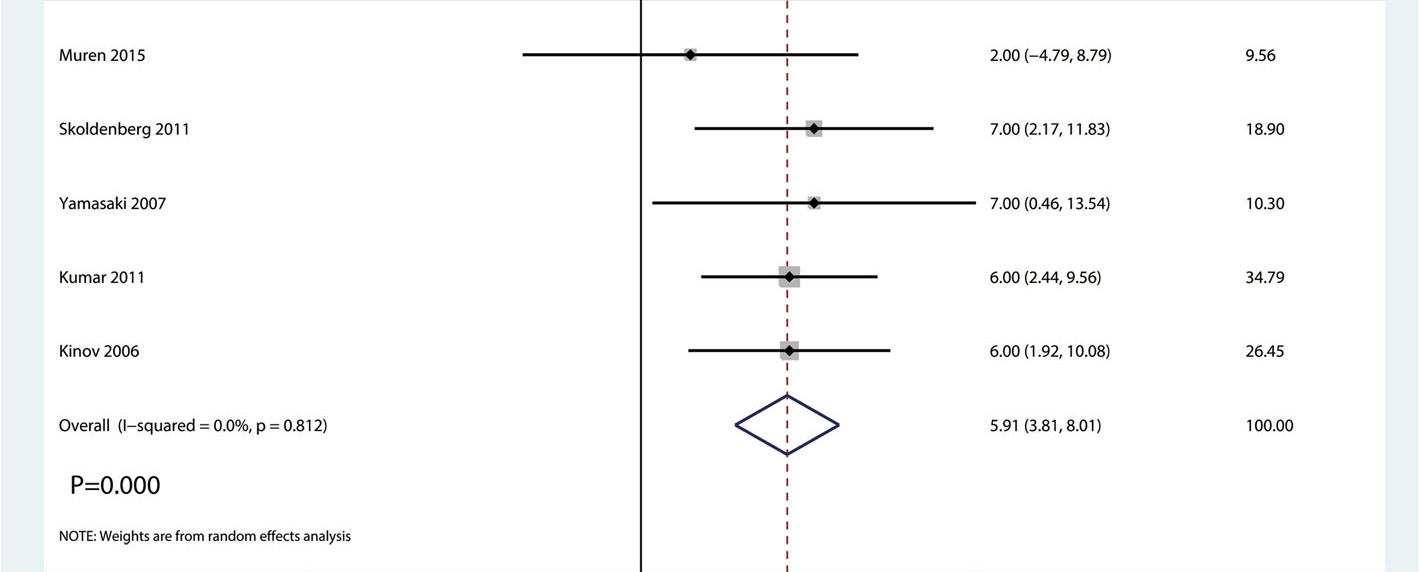 Muren 2015 2.00 (−4.79, 8.79) 9.56
Skoldenberg 2011 7.00 (2.17, 11.83) 18.90
Yamasaki 2007 7.00 (0.46, 13.54) 10.30
Kumar 2011 6.00 (2.44, 9.56) 34.79
Kinov 2006 6.00 (1.92, 10.08) 26.45
Overall (I−squared = 0.0%, p = 0.812) 5.91 (3.81, 8.01) 100.00
P=0.000
NOTE: Weights are from random effects analysis